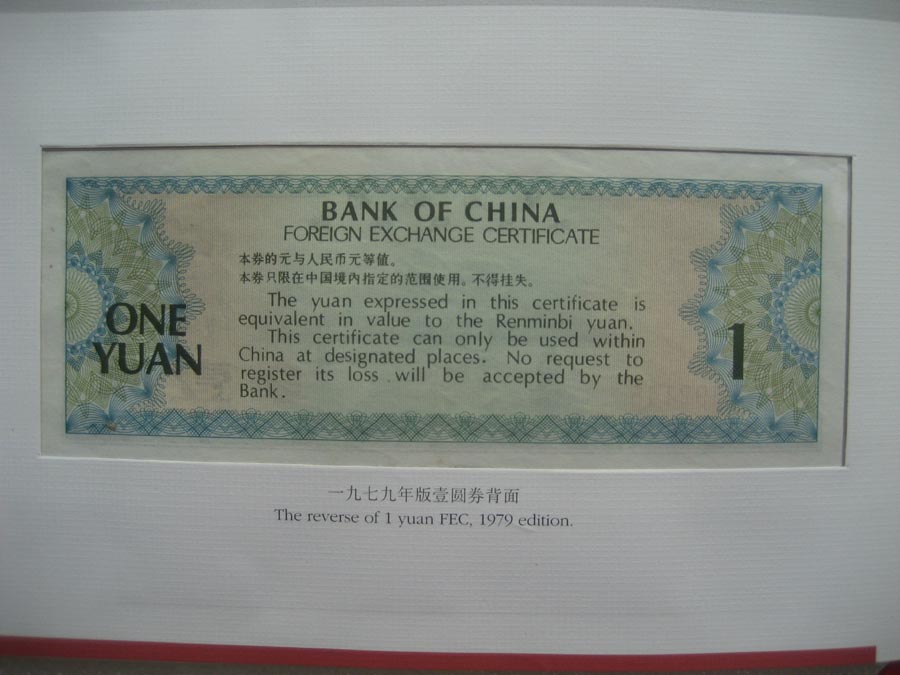 BANK OF CHINA
FOREIGN EXCHANGE CERTIFICATE
本券的元与人民币元等值。
本券只限在中国境内指定的范围使用。不得挂失。
The yuan expressed in this certificate is
equivalent in value to the Renminbi yuan.
This certificate can only be used within
China at designated places. No request to
register its loss will be accepted by the
Bank.
ONE
YUAN
1
一九七九年版壹圆券背面
The reverse of 1 yuan FEC, 1979 edition.